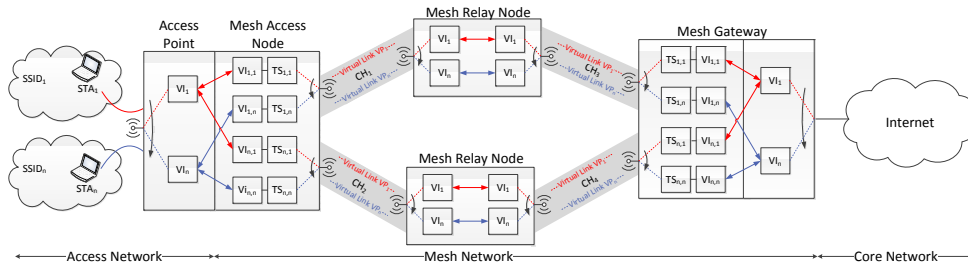 Access
Point
Mesh Access
Node
Mesh Relay Node
Mesh Gateway
SSID1
STA1
SSIDn
STAn
VI1
VIn
VI1,1
TS1,1
VI1,n
TS1,n
VIn,1
TSn,1
Vin,n
TSn,n
Virtual Link VP1
CH1
Virtual Link VPn
VI1
VI1
VIn
VIn
Virtual Link VP1
CH3
Virtual Link VPn
Virtual Link VP1
CH2
Virtual Link VPn
Mesh Relay Node
VI1
VI1
VIn
VIn
Virtual Link VP1
CH4
Virtual Link VPn
TS1,1
VI1,1
TS1,n
VI1,n
TSn,1
VIn,1
TSn,n
VIn,n
VI1
VIn
Internet
Access Network
Mesh Network
Core Network